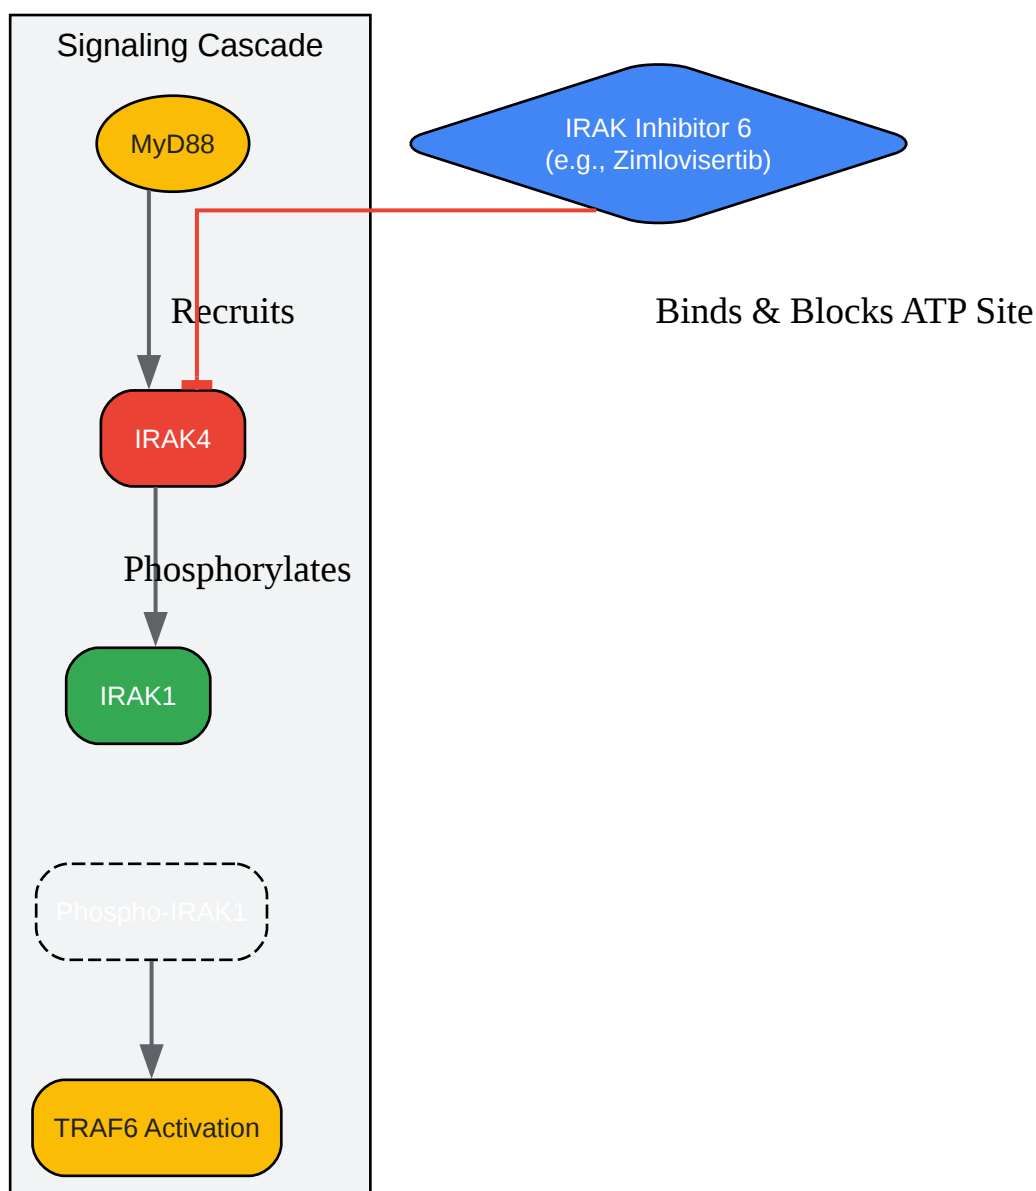 Signaling Cascade
MyD88
IRAK Inhibitor 6
(e.g., Zimlovisertib)
Recruits
Binds & Blocks ATP Site
IRAK4
Phosphorylates
IRAK1
Phospho-IRAK1
TRAF6 Activation